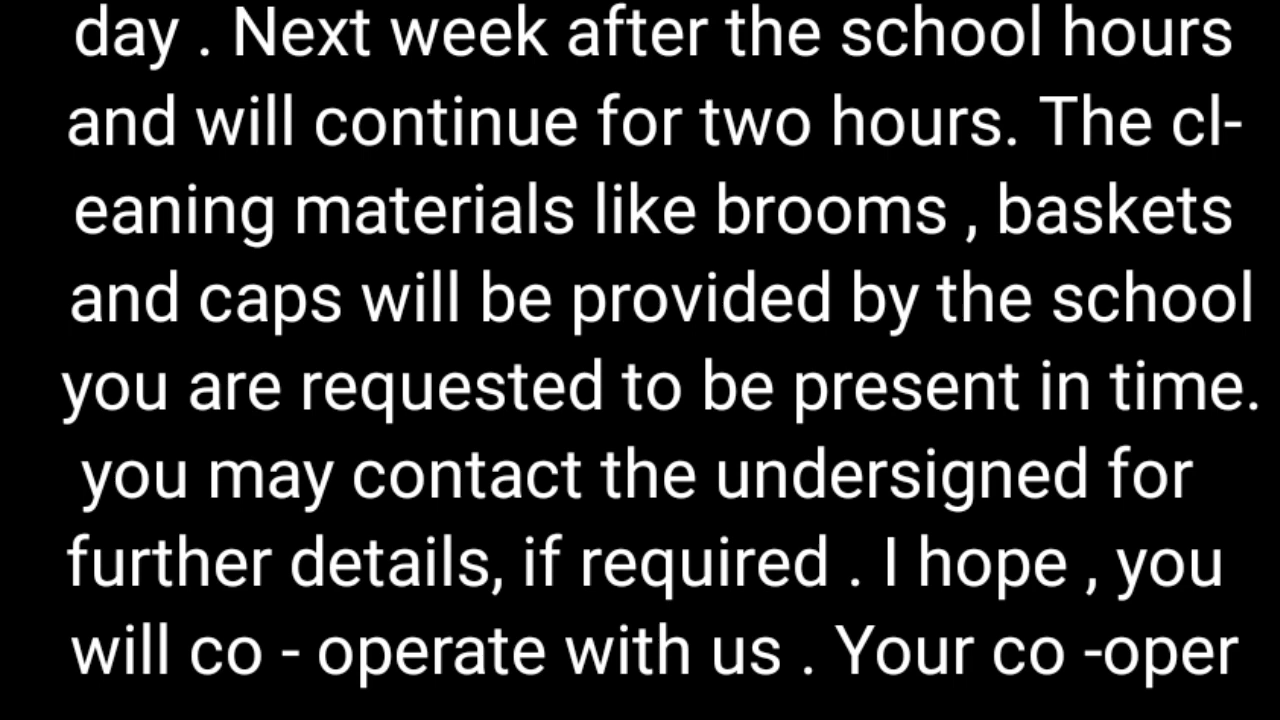 day . Next week after the school hours
and will continue for two hours. The cl-
eaning materials like brooms , baskets
and caps will be provided by the school
you are requested to be present in time.
you may contact the undersigned for
further details, if required . I hope , you
will co - operate with us . Your co -oper